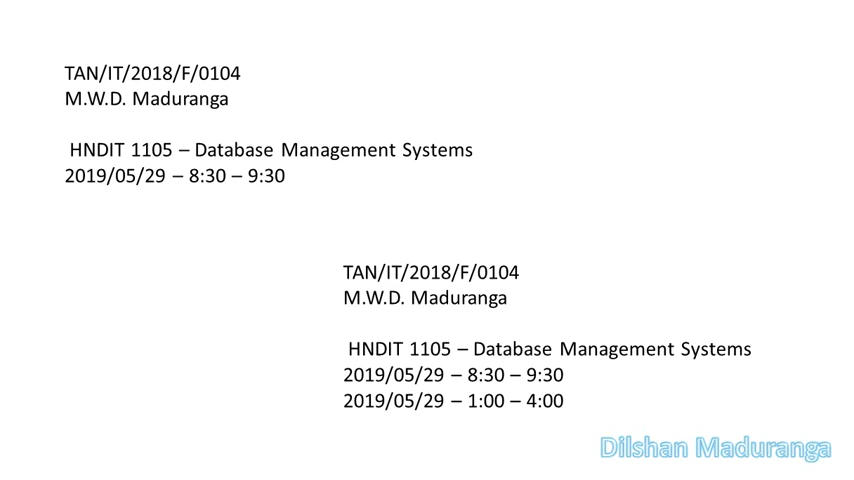 TAN/IT/2018/F/0104
M.W.D. Maduranga
HNDIT 1105 – Database Management Systems
2019/05/29 – 8:30 – 9:30
TAN/IT/2018/F/0104
M.W.D. Maduranga
HNDIT 1105 – Database Management Systems
2019/05/29 – 8:30 – 9:30
2019/05/29 – 1:00 – 4:00
Dilshan Maduranga